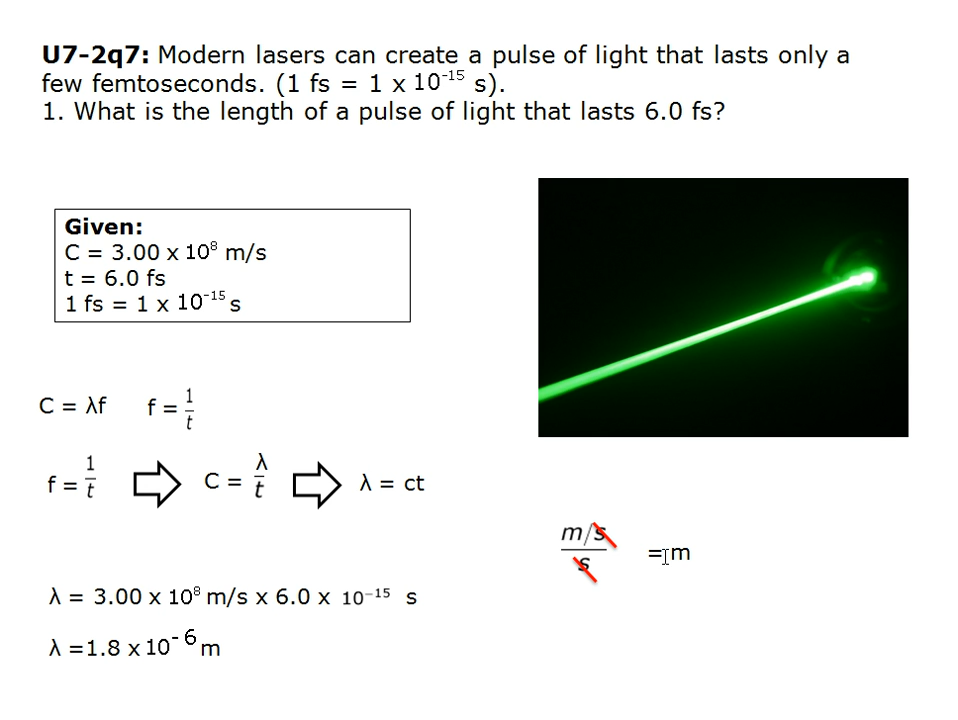 U7-2q7: Modern lasers can create a pulse of light that lasts only a
few femtoseconds. (1 fs = 1 x 10⁻¹⁵ s).
1. What is the length of a pulse of light that lasts 6.0 fs?
Given:
C = 3.00 x 10⁸ m/s
t = 6.0 fs
1 fs = 1 x 10⁻¹⁵ s
C = λf f = 1/t
f = 1/t C = λ/t λ = ct
m/s / s = m
λ = 3.00 x 10⁸ m/s x 6.0 x 10⁻¹⁵ s
λ =1.8 x 10⁻⁶ m